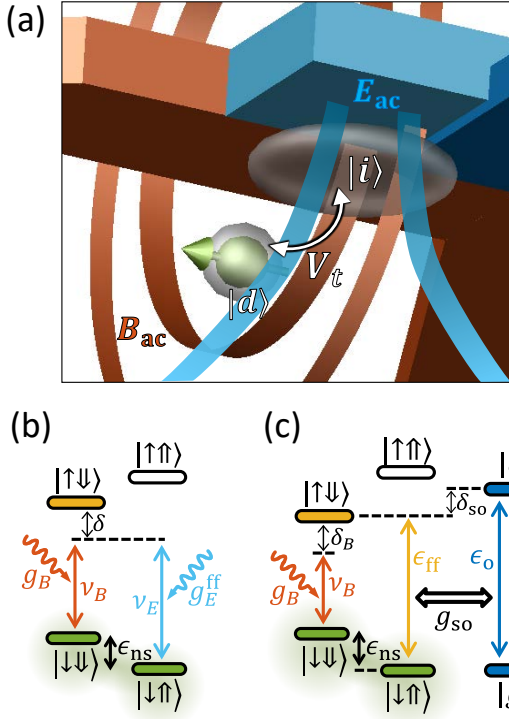 (a)
E_ac
|i⟩
V_t
|d⟩
B_ac
(b)
|↑⇑⟩
|↑⇓⟩
δ
g_B
ν_B
ν_E
g_E^ff
ϵ_ns
|↓⇓⟩
|↓⇑⟩
(c)
|↑⇑⟩
|↑⇓⟩
δ_so
δ_B
g_B
ν_B
ϵ_ff
ϵ_o
g_so
ϵ_ns
|↓⇓⟩
|↓⇑⟩